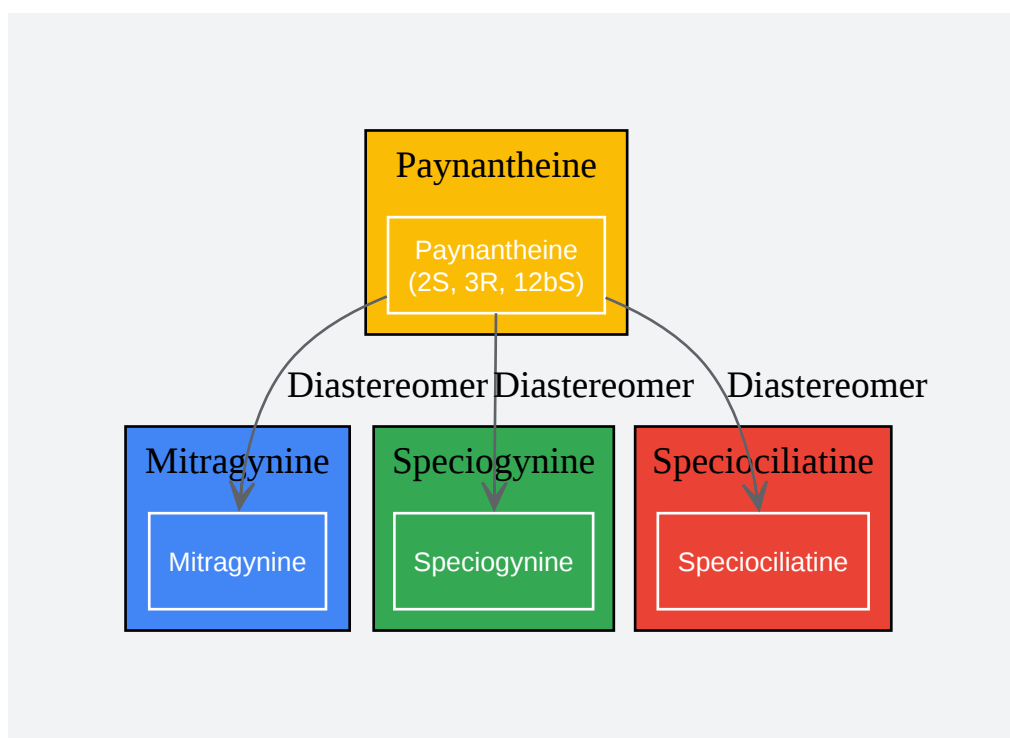 Paynantheine
Paynantheine
(2S, 3R, 12bS)
Diastereomer
Diastereomer
Diastereomer
Mitragynine
Speciogynine
Speciociliatine
Mitragynine
Speciogynine
Speciociliatine